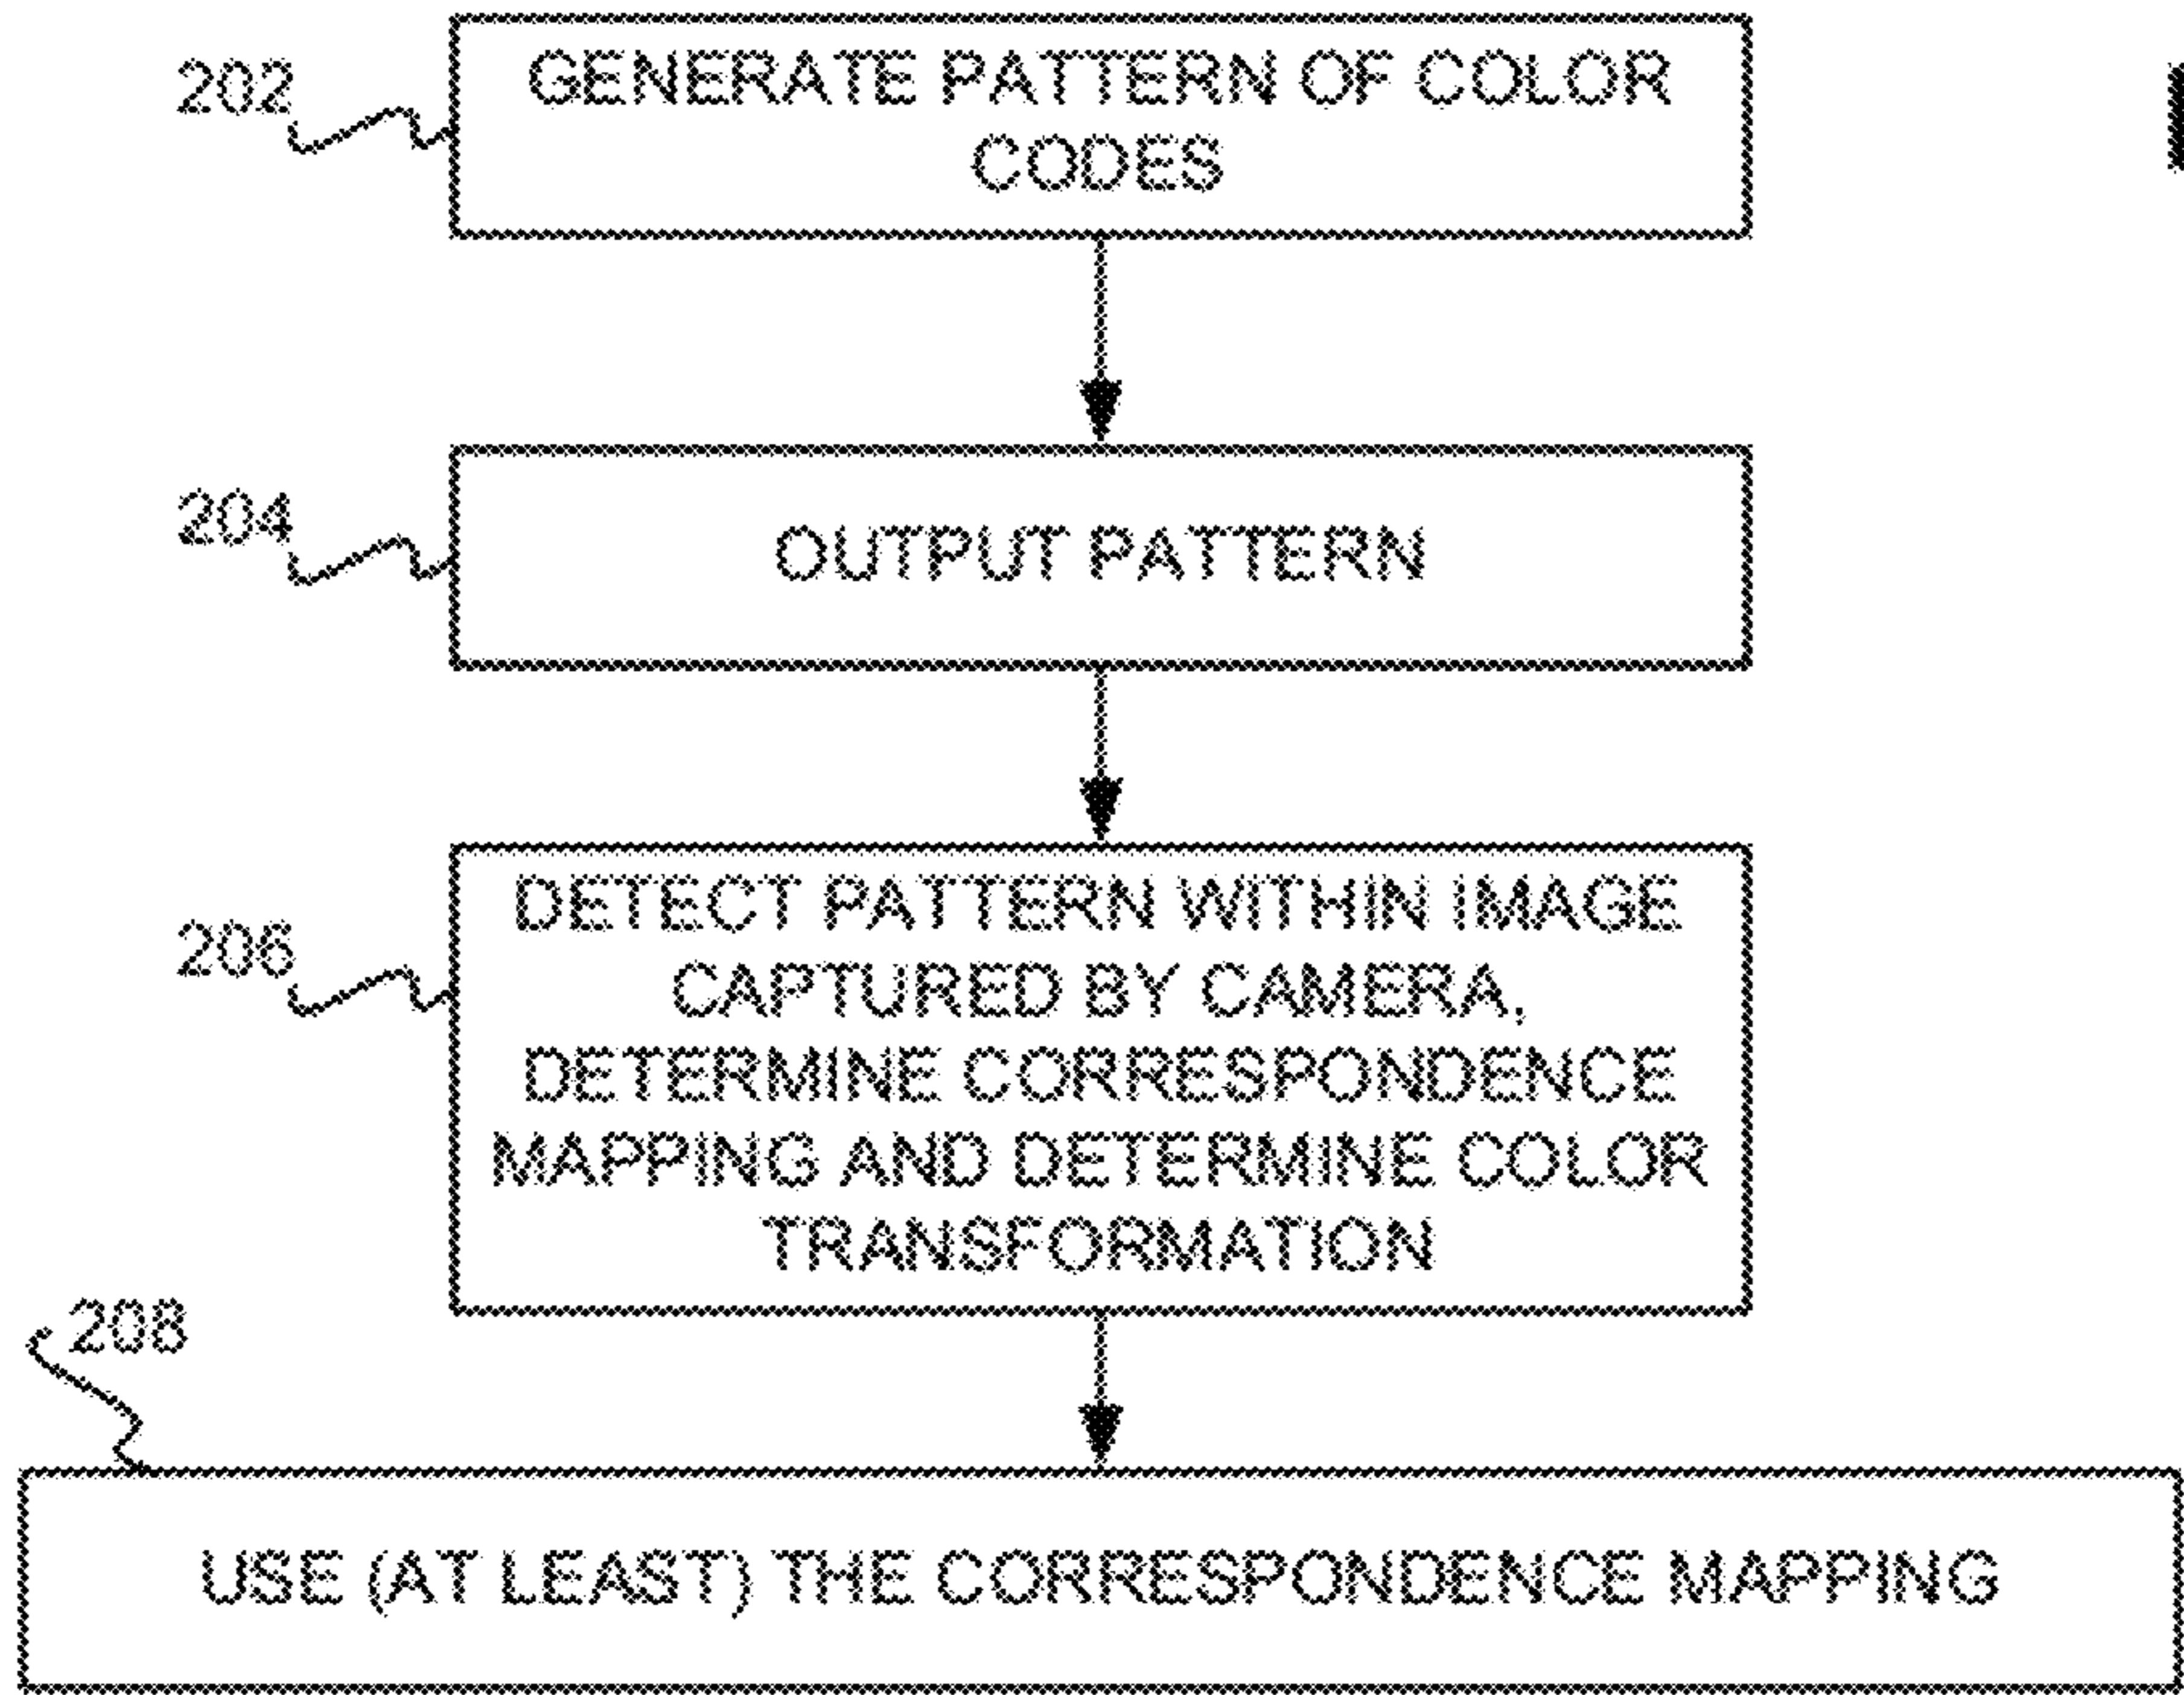 202
GENERATE PATTERN OF COLOR
CODES
204
OUTPUT PATTERN
206
DETECT PATTERN WITHIN IMAGE
CAPTURED BY CAMERA,
DETERMINE CORRESPONDENCE
MAPPING AND DETERMINE COLOR
TRANSFORMATION
208
USE (AT LEAST) THE CORRESPONDENCE MAPPING